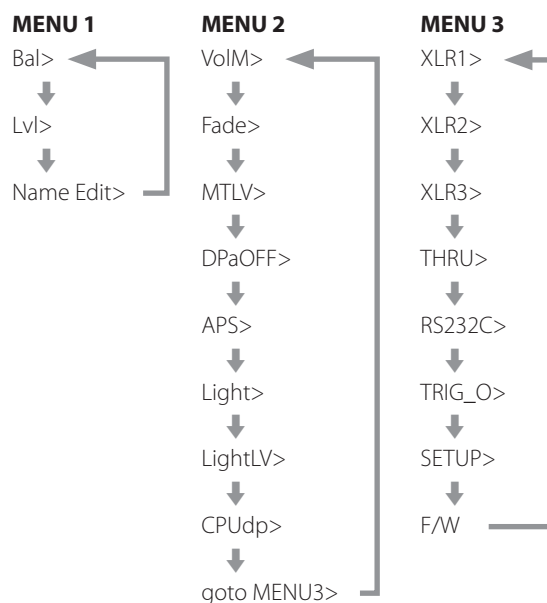 MENU 1
Bal>
Lvl>
Name Edit>
MENU 2
VolM>
Fade>
MTLV>
DPaOFF>
APS>
Light>
LightLV>
CPUdp>
goto MENU3>
MENU 3
XLR1>
XLR2>
XLR3>
THRU>
RS232C>
TRIG_O>
SETUP>
F/W